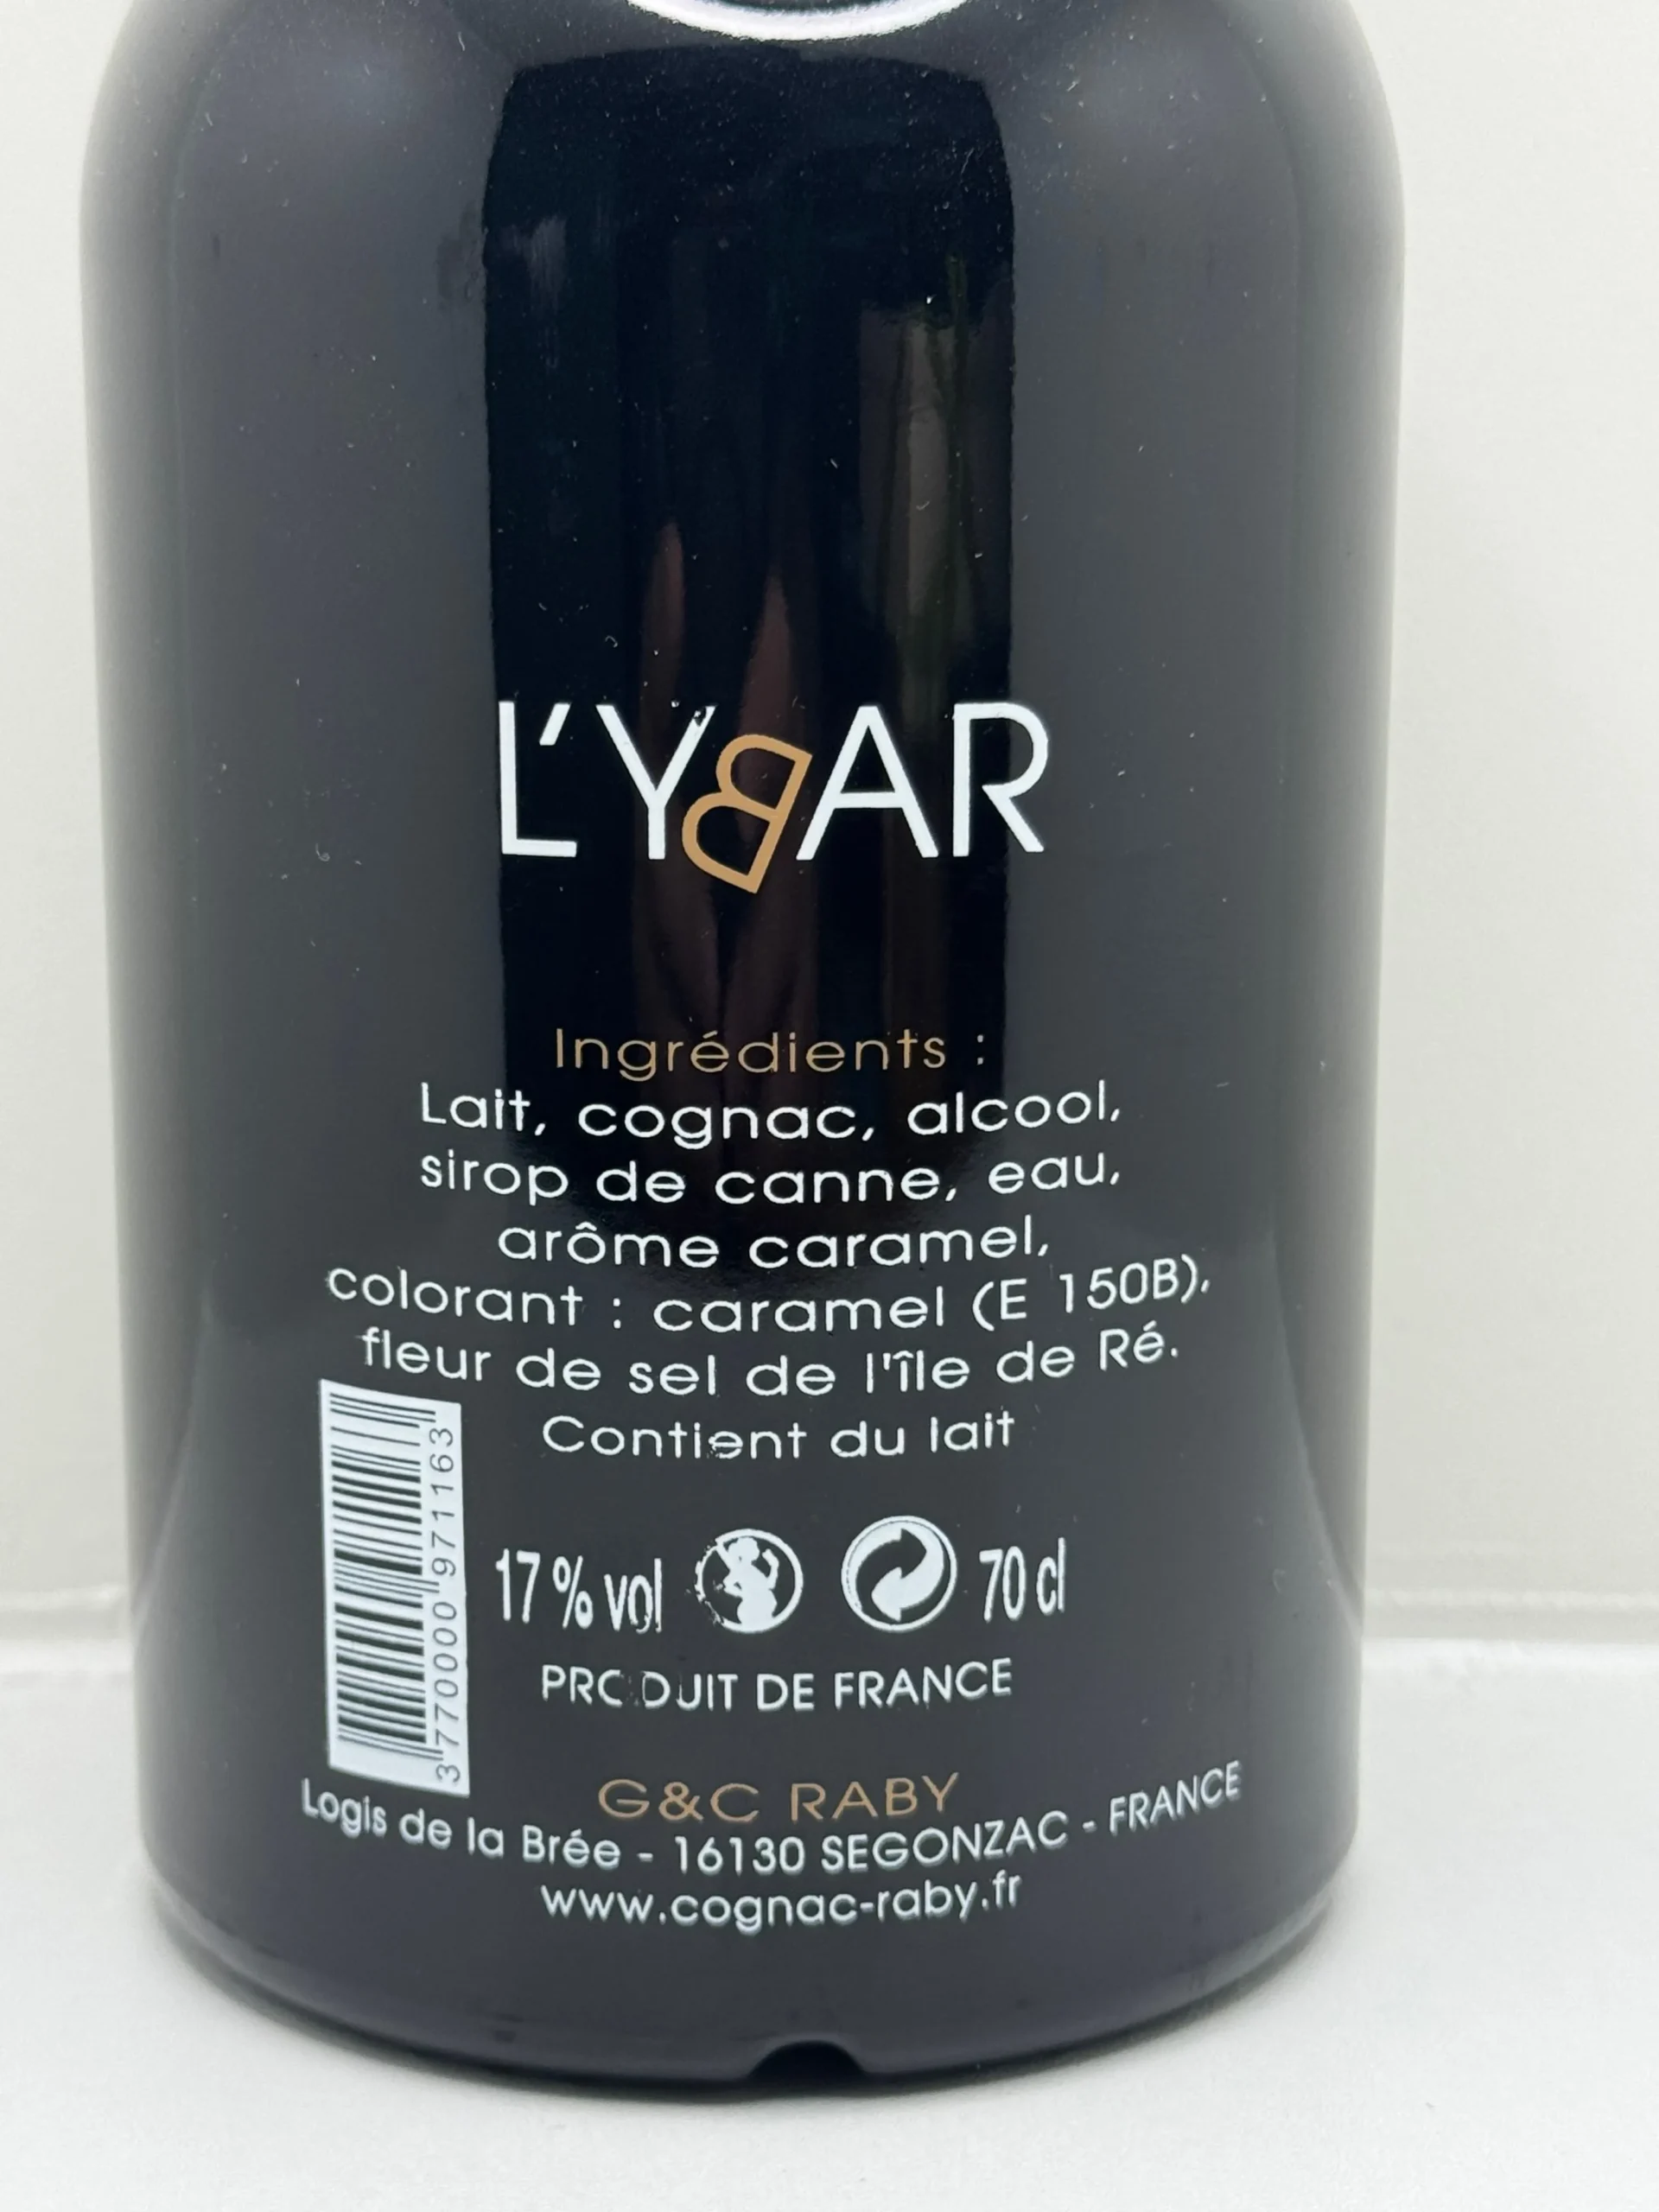 L'YBAR
Ingrédients :
Lait, cognac, alcool,
sirop de canne, eau,
arôme caramel,
colorant : caramel (E 150B),
fleur de sel de l'île de Ré.
Contient du lait
3 770000 971163
17 % vol 70 cl
PRODUIT DE FRANCE
G&C RABY
Logis de la Brée - 16130 SEGONZAC - FRANCE
www.cognac-raby.fr